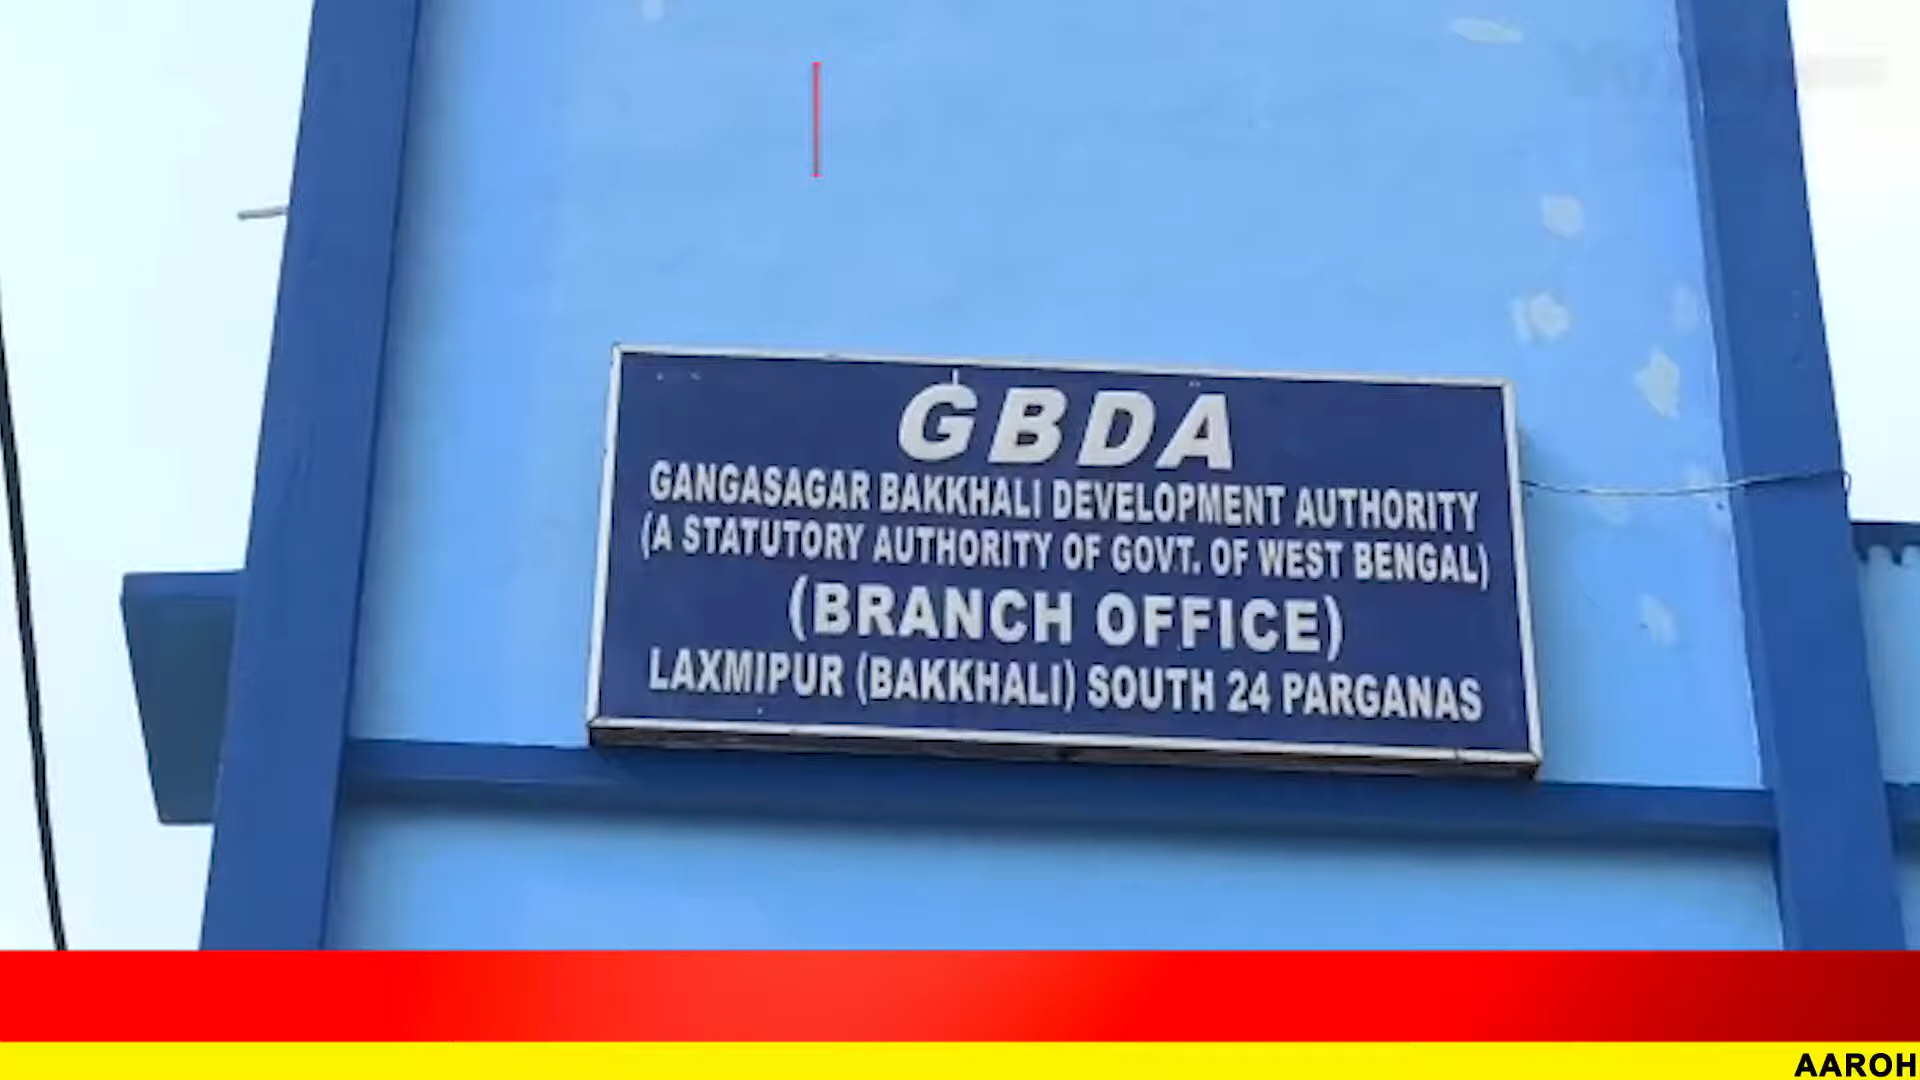 GBDA
GANGASAGAR BAKKHALI DEVELOPMENT AUTHORITY
(A STATUTORY AUTHORITY OF GOVT. OF WEST BENGAL)
(BRANCH OFFICE)
LAXMIPUR (BAKKHALI) SOUTH 24 PARGANAS
AAROH